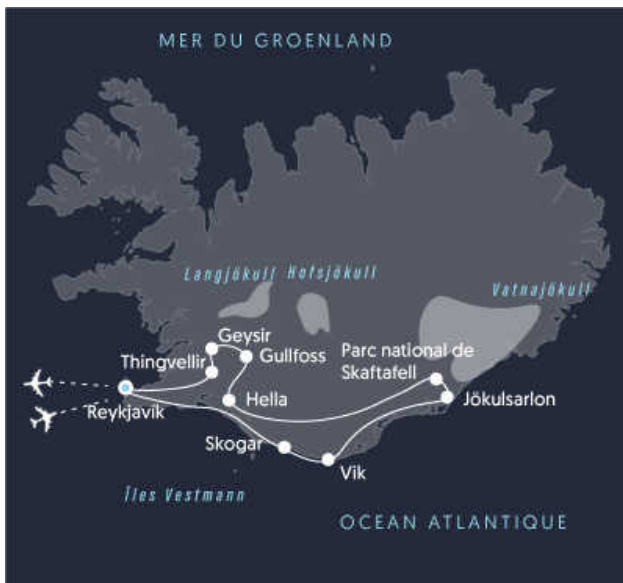 MER DU GROENLAND
Langjökull
Hofsjökull
Vatnajökull
Geysir
Thingvellir
Gullfoss
Parc national de
Skaftafell
Reykjavík
Hella
Jökulsarlon
Skogar
Vik
Îles Vestmann
OCEAN ATLANTIQUE